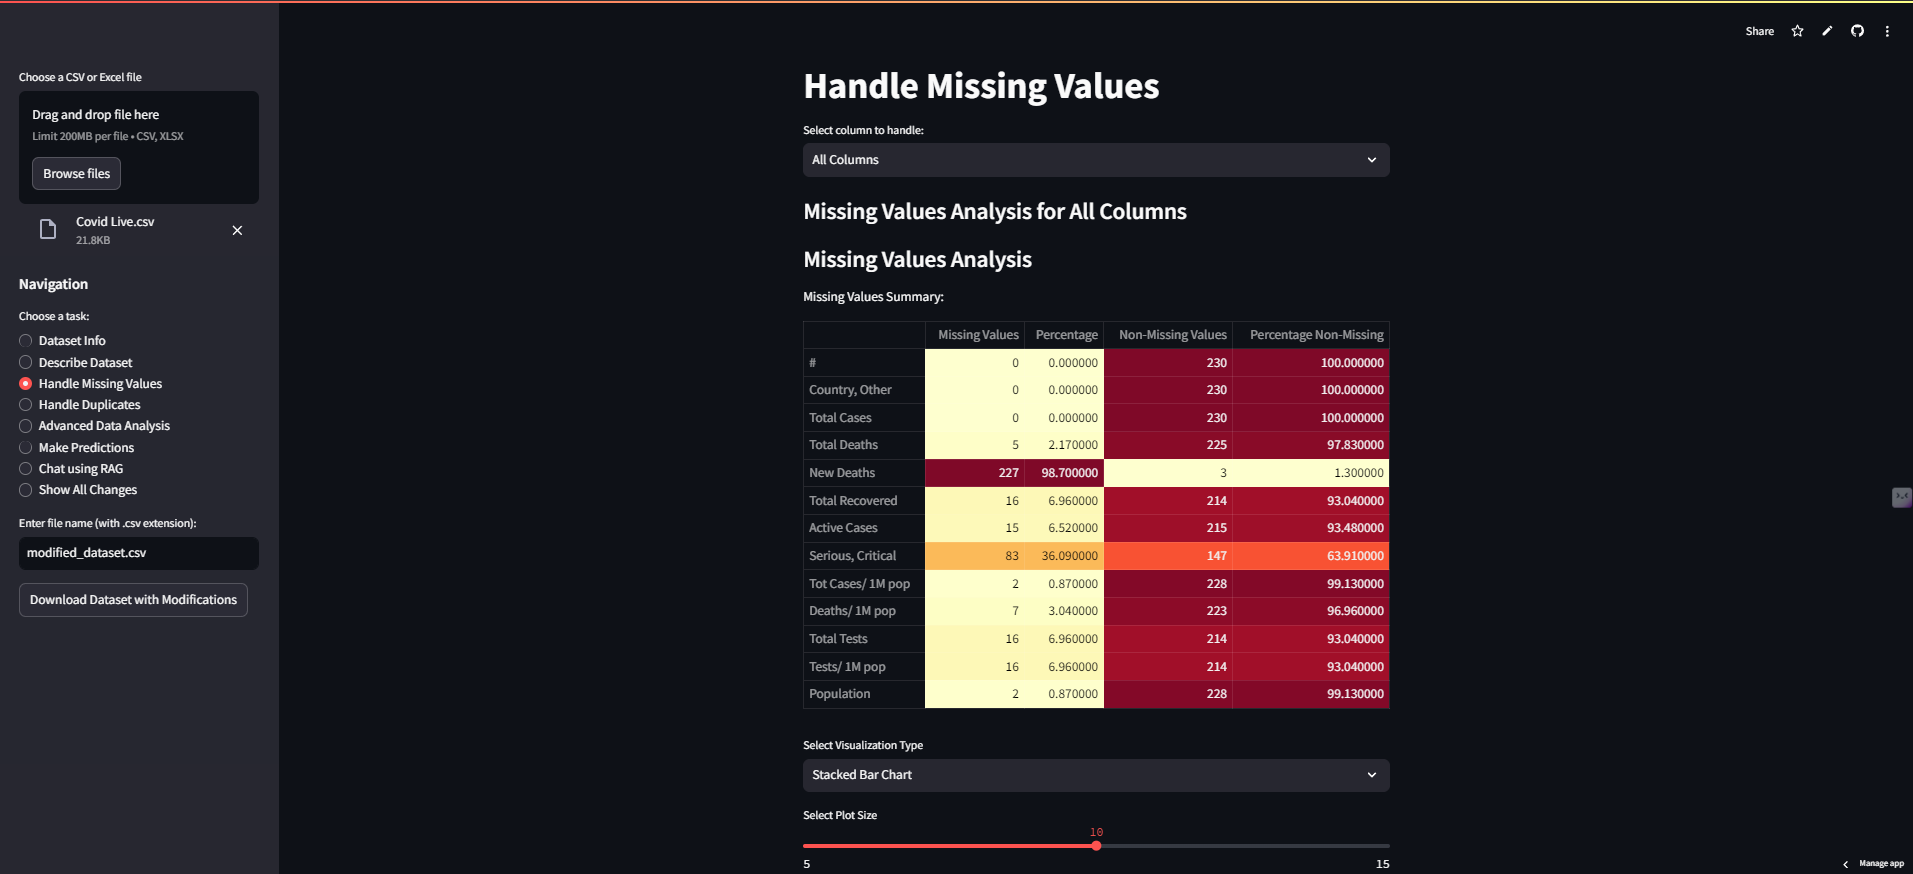 Share
Choose a CSV or Excel file
Drag and drop file here
Limit 200MB per file • CSV, XLSX
Browse files
Covid Live.csv
21.8KB
Navigation
Choose a task:
Dataset Info
Describe Dataset
Handle Missing Values
Handle Duplicates
Advanced Data Analysis
Make Predictions
Chat using RAG
Show All Changes
Enter file name (with .csv extension):
modified_dataset.csv
Download Dataset with Modifications
Handle Missing Values
Select column to handle:
All Columns
Missing Values Analysis for All Columns
Missing Values Analysis
Missing Values Summary:
Missing Values Percentage Non-Missing Values Percentage Non-Missing
# 0 0.000000 230 100.000000
Country, Other 0 0.000000 230 100.000000
Total Cases 0 0.000000 230 100.000000
Total Deaths 5 2.170000 225 97.830000
New Deaths 227 98.700000 3 1.300000
Total Recovered 16 6.960000 214 93.040000
Active Cases 15 6.520000 215 93.480000
Serious, Critical 83 36.090000 147 63.910000
Tot Cases/ 1M pop 2 0.870000 228 99.130000
Deaths/ 1M pop 7 3.040000 223 96.960000
Total Tests 16 6.960000 214 93.040000
Tests/ 1M pop 16 6.960000 214 93.040000
Population 2 0.870000 228 99.130000
Select Visualization Type
Stacked Bar Chart
Select Plot Size
10
5 15
Manage app